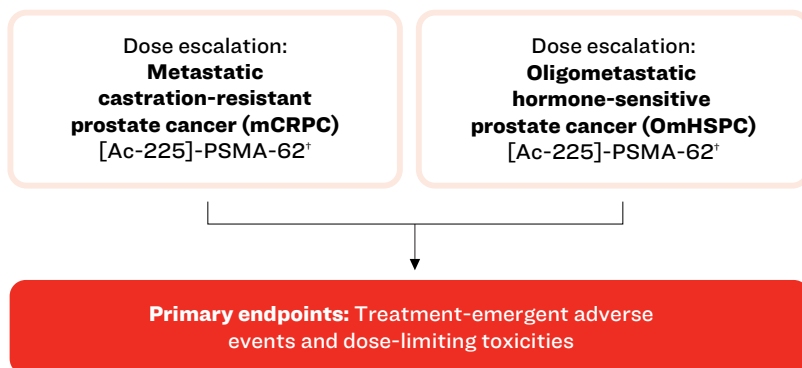 Dose escalation:
Metastatic
castration-resistant
prostate cancer (mCRPC)
[Ac-225]-PSMA-62†
Dose escalation:
Oligometastatic
hormone-sensitive
prostate cancer (OmHSPC)
[Ac-225]-PSMA-62†
Primary endpoints: Treatment-emergent adverse
events and dose-limiting toxicities